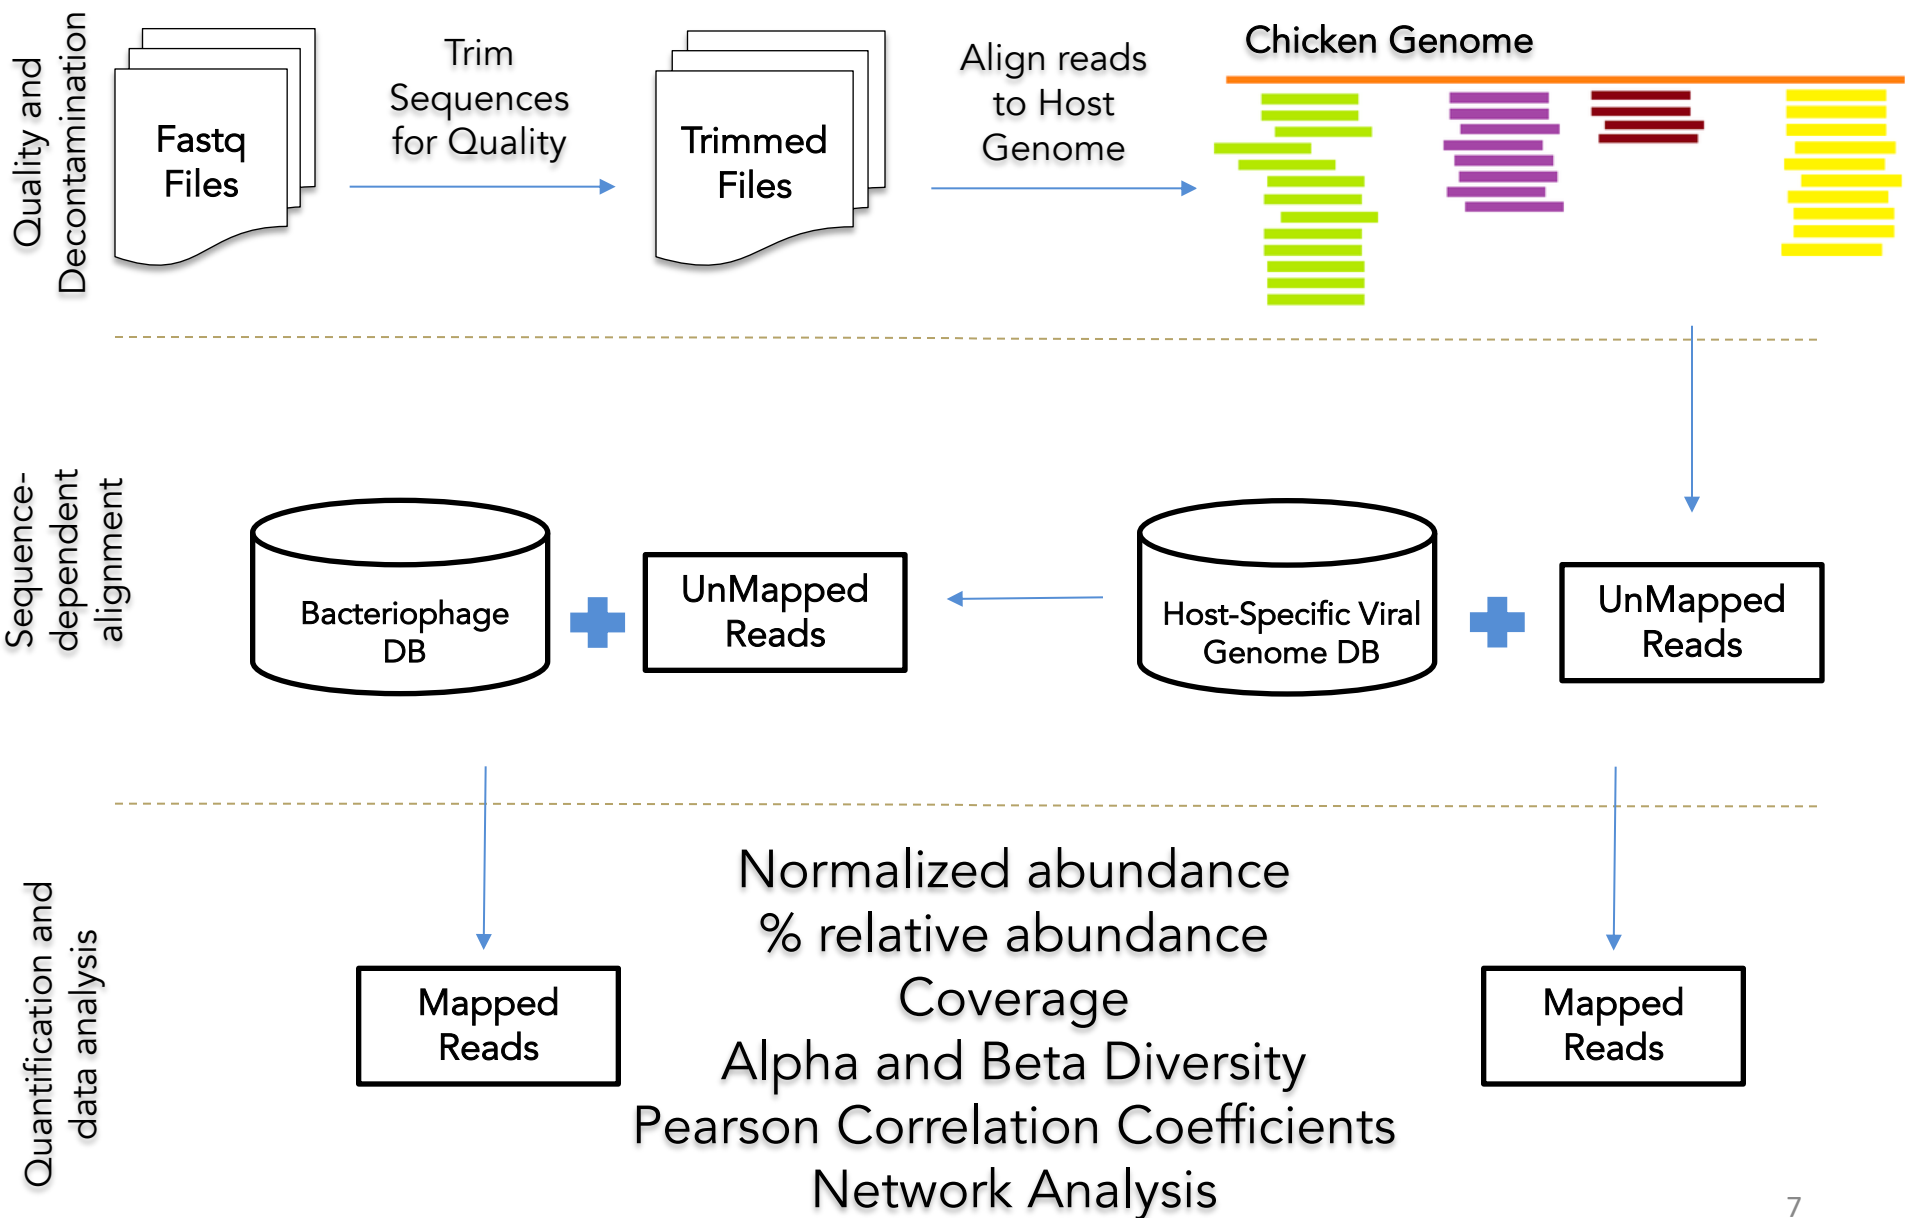 Quality and
Decontamination
Fastq
Files
Trim
Sequences
for Quality
Trimmed
Files
Align reads
to Host
Genome
Chicken Genome
Sequence-
dependent
alignment
Bacteriophage
DB
UnMapped
Reads
Host-Specific Viral
Genome DB
UnMapped
Reads
Quantification and
data analysis
Mapped
Reads
Normalized abundance
% relative abundance
Coverage
Alpha and Beta Diversity
Pearson Correlation Coefficients
Network Analysis
Mapped
Reads
7